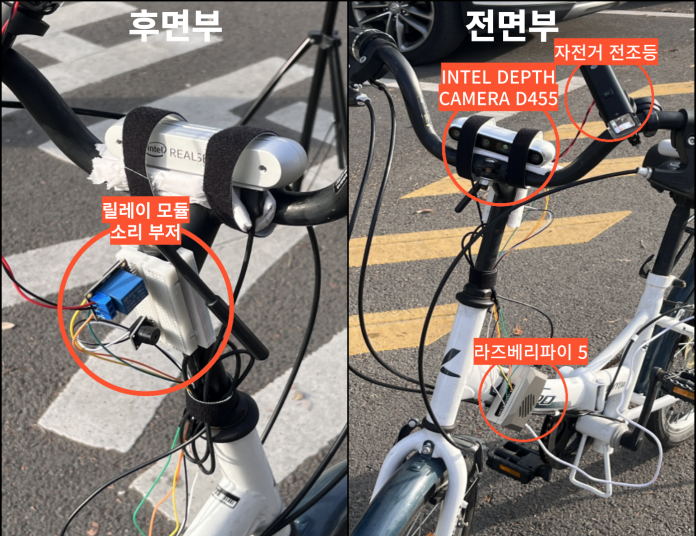 후면부
intel
릴레이 모듈
소리 부저
전면부
자전거 전조등
INTEL DEPTH
CAMERA D455
라즈베리파이 5